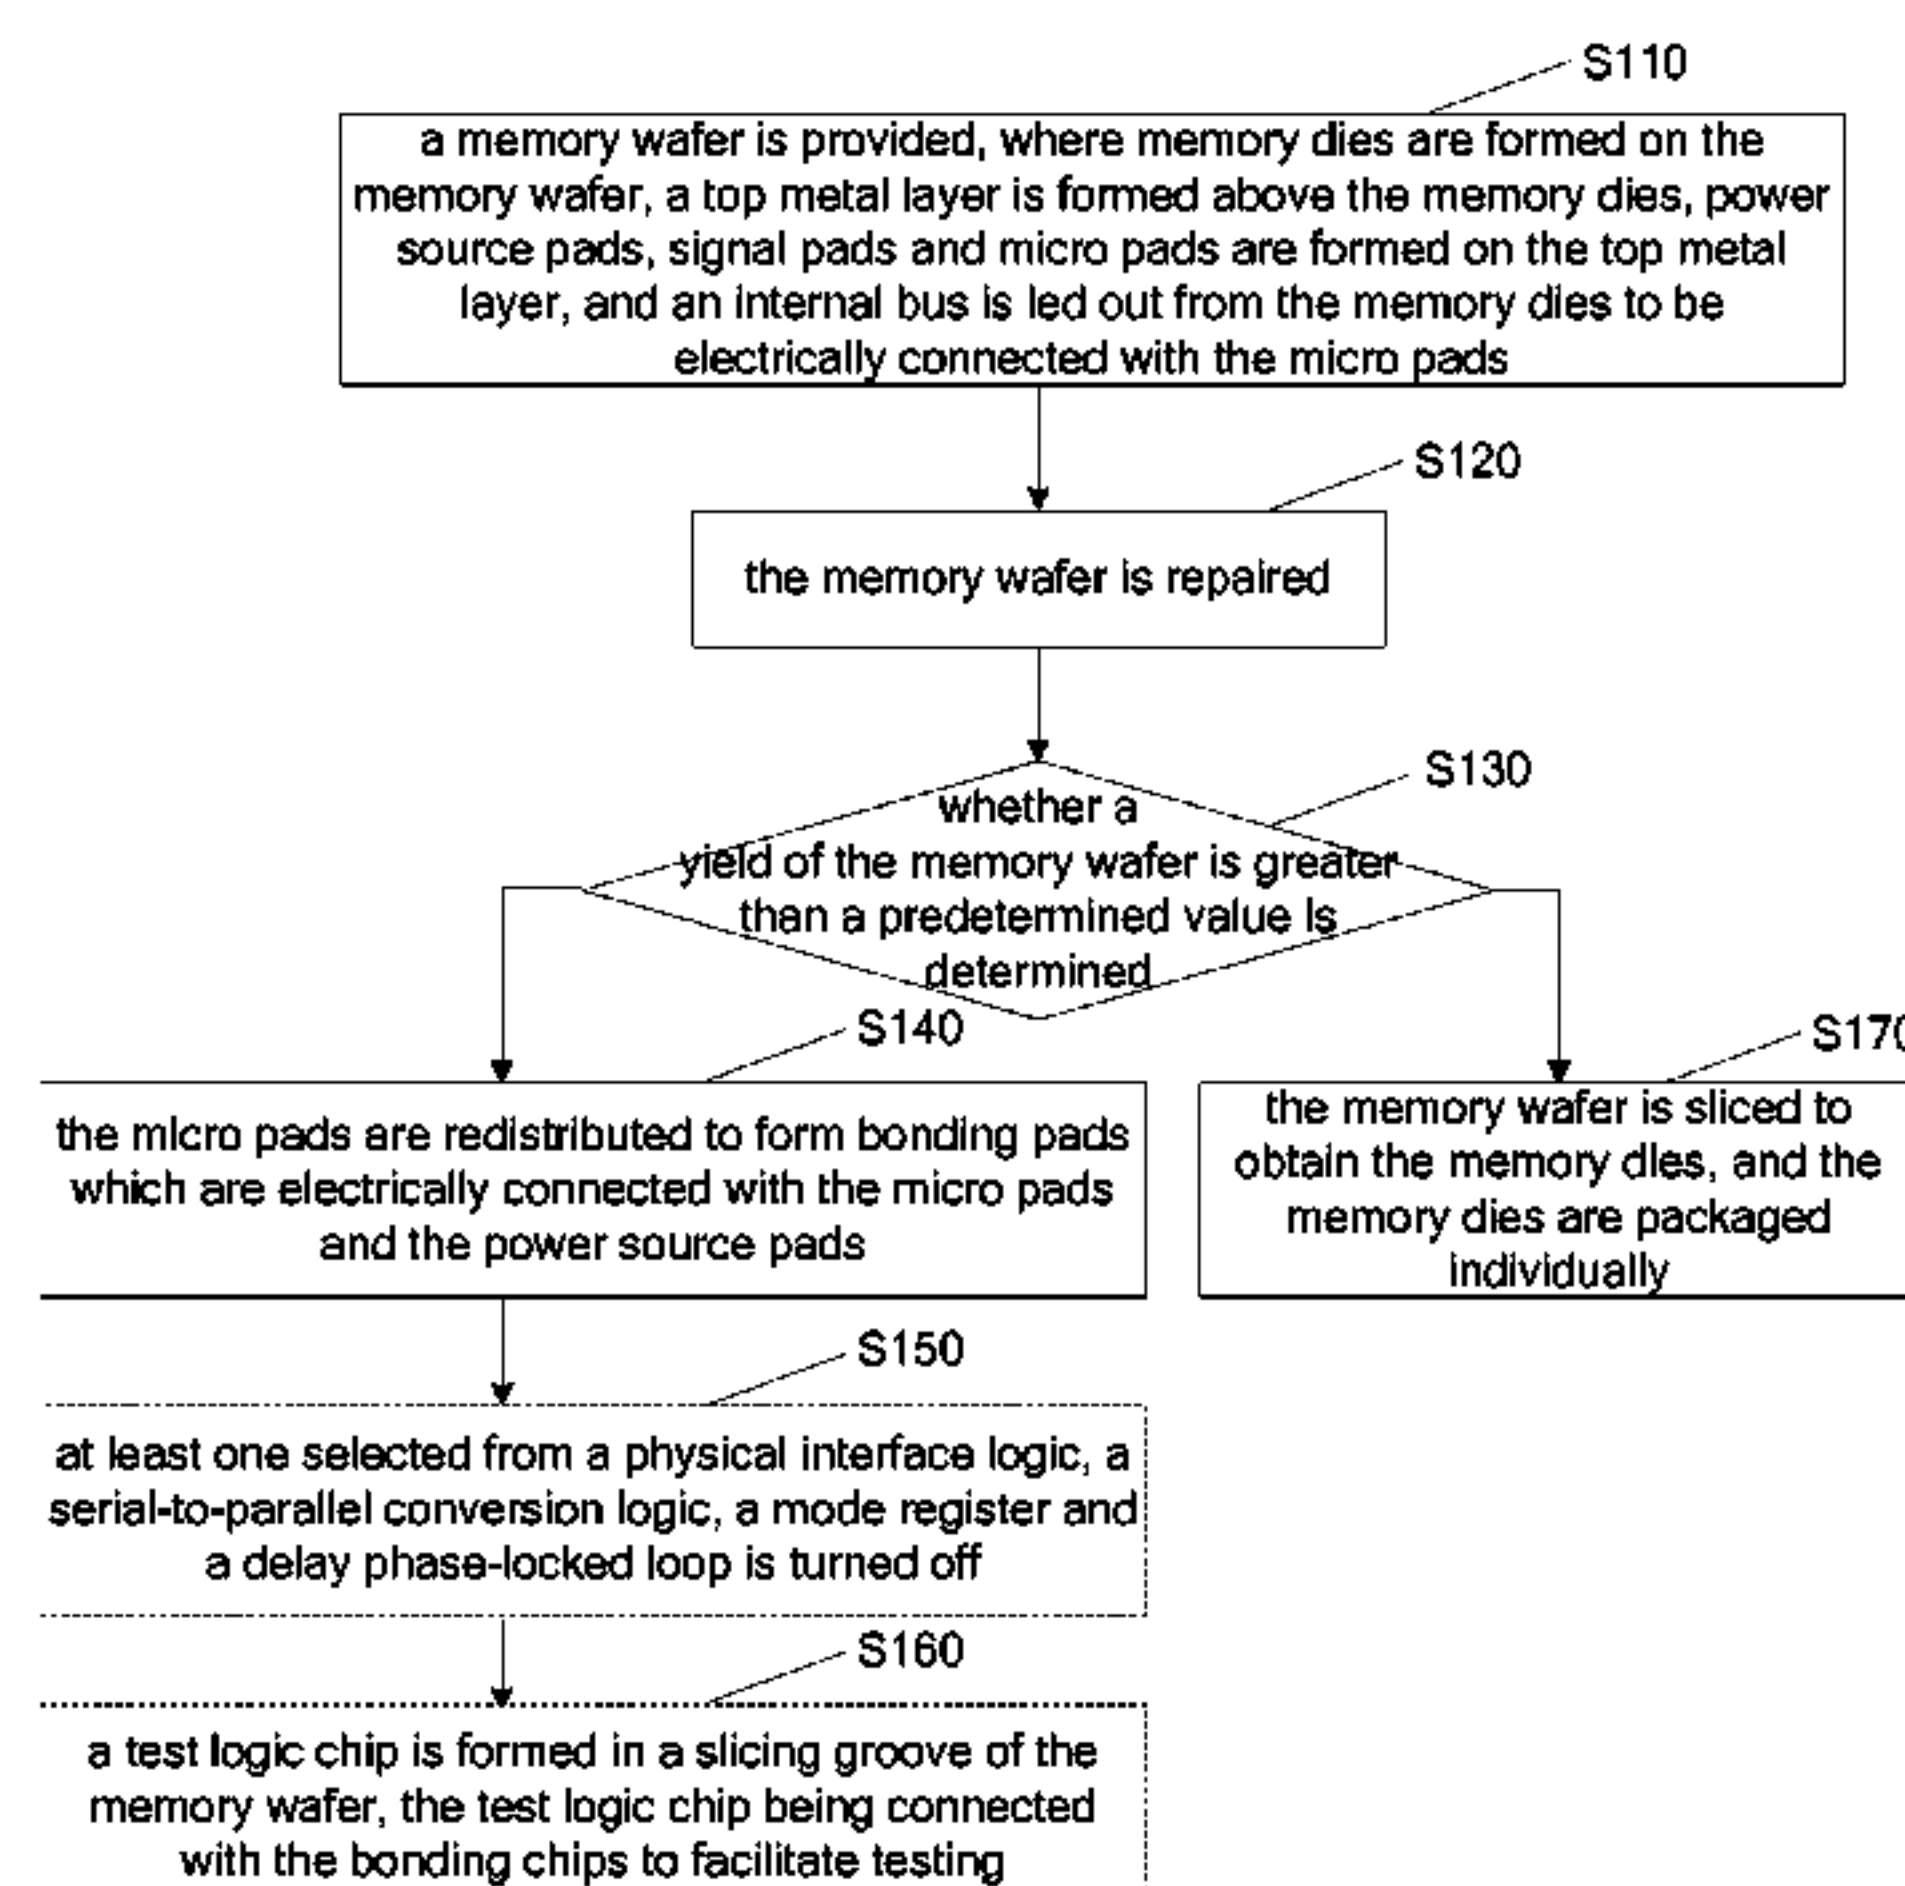 S110
a memory wafer is provided, where memory dies are formed on the
memory wafer, a top metal layer is formed above the memory dies, power
source pads, signal pads and micro pads are formed on the top metal
layer, and an internal bus is led out from the memory dies to be
electrically connected with the micro pads
S120
the memory wafer is repaired
S130
whether a
yield of the memory wafer is greater
than a predetermined value is
determined
S140
the micro pads are redistributed to form bonding pads
which are electrically connected with the micro pads
and the power source pads
S170
the memory wafer is sliced to
obtain the memory dies, and the
memory dies are packaged
individually
S150
at least one selected from a physical interface logic, a
serial-to-parallel conversion logic, a mode register and
a delay phase-locked loop is turned off
S160
a test logic chip is formed in a slicing groove of the
memory wafer, the test logic chip being connected
with the bonding chips to facilitate testing